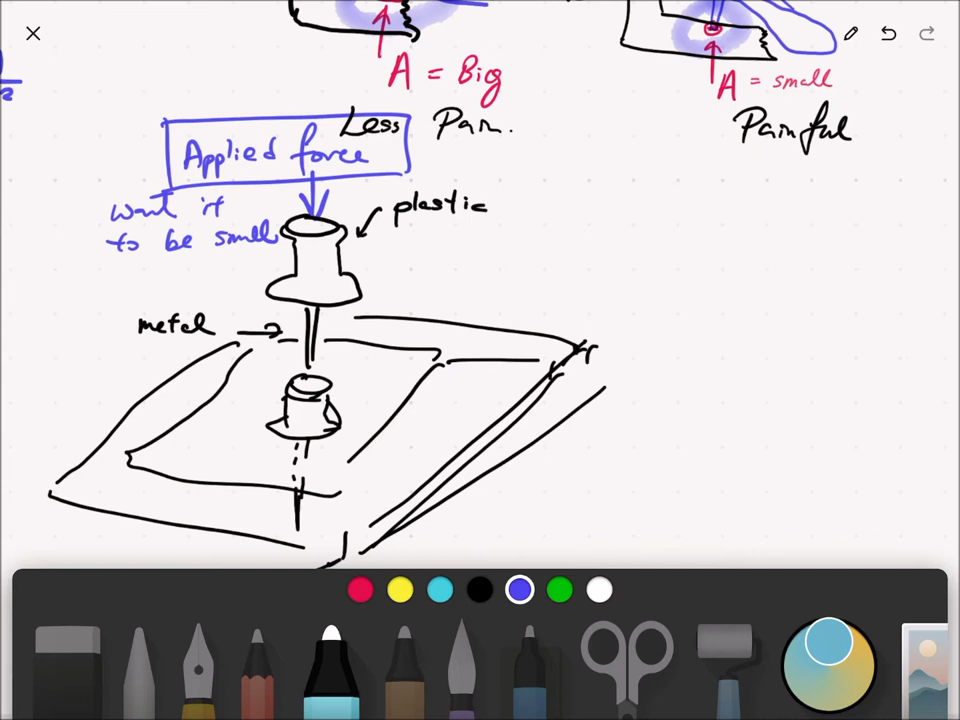 A = Big
A = small
Less Pain.
Painful
Applied force
want it
to be small
plastic
metal